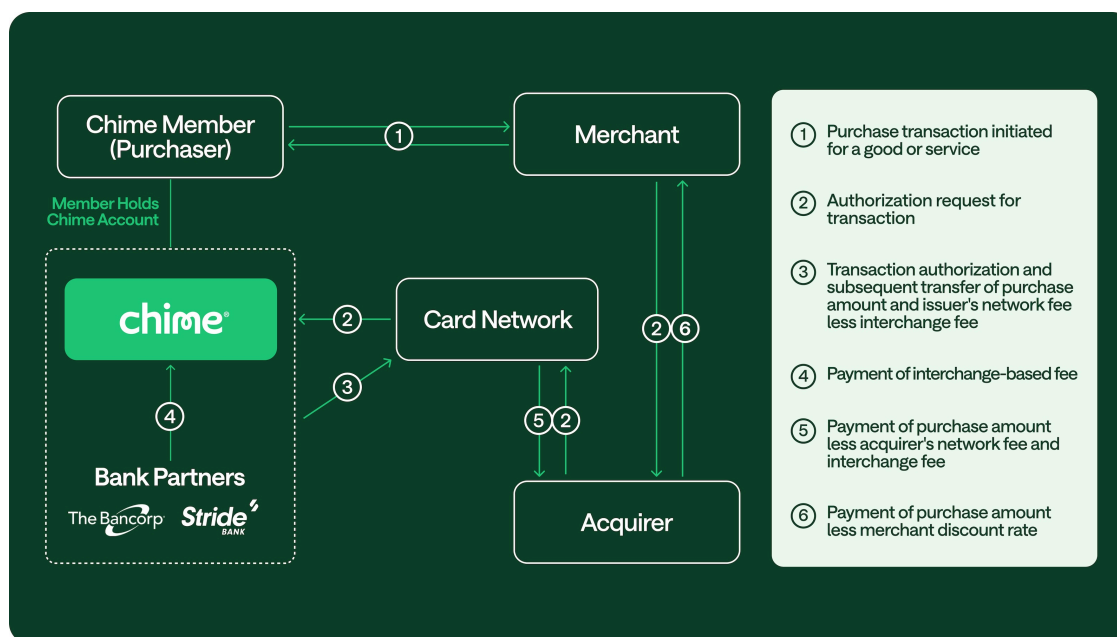 Chime Member
(Purchaser)
1
Merchant
Member Holds
Chime Account
chime®
2
Card Network
2
6
3
4
5
2
Bank Partners
The Bancorp
Stride
BANK
Acquirer
1
Purchase transaction initiated
for a good or service
2
Authorization request for
transaction
3
Transaction authorization and
subsequent transfer of purchase
amount and issuer's network fee
less interchange fee
4
Payment of interchange-based fee
5
Payment of purchase amount
less acquirer's network fee and
interchange fee
6
Payment of purchase amount
less merchant discount rate